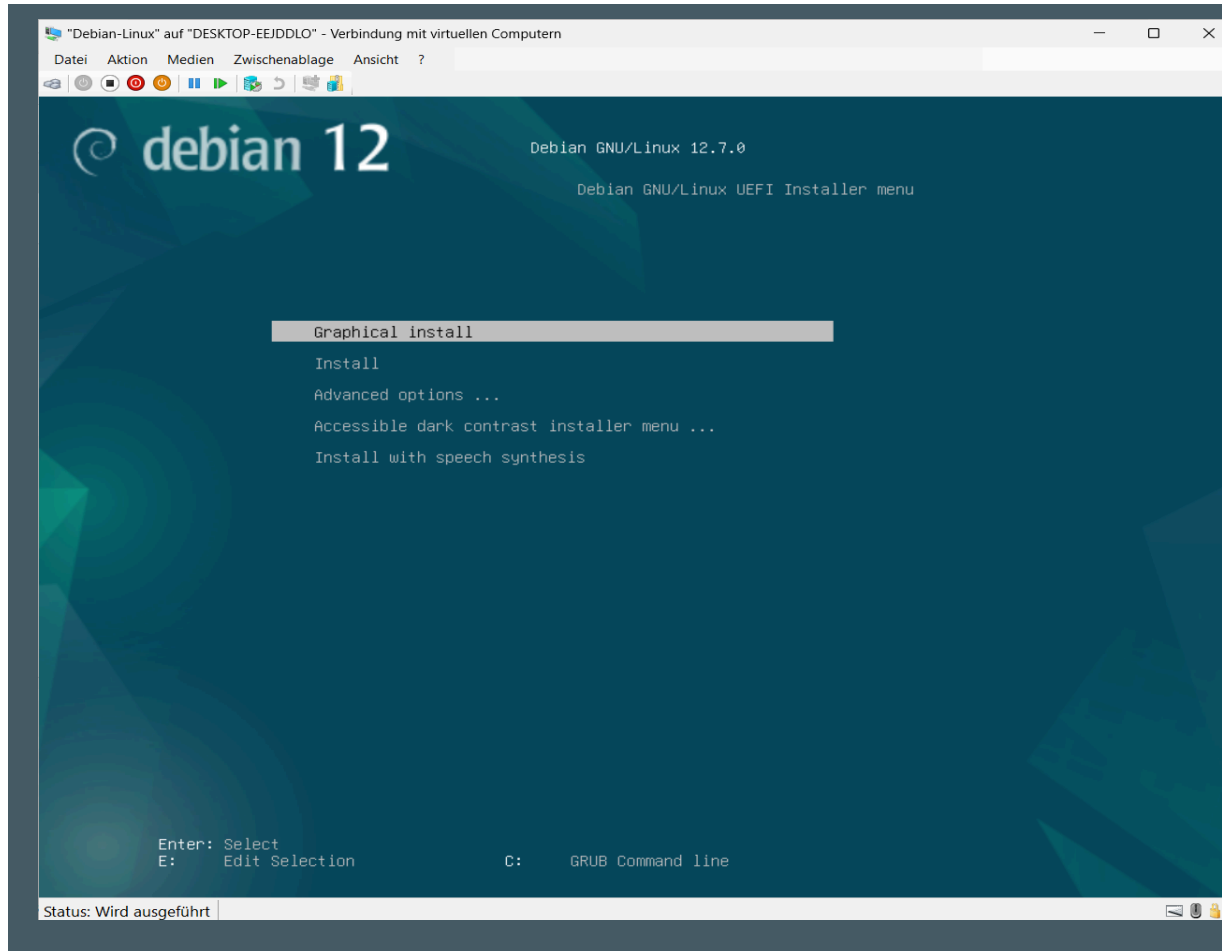 "Debian-Linux" auf "DESKTOP-EEJDDLO" - Verbindung mit virtuellen Computern
Datei Aktion Medien Zwischenablage Ansicht ?
debian 12
Debian GNU/Linux 12.7.0
Debian GNU/Linux UEFI Installer menu
Graphical install
Install
Advanced options ...
Accessible dark contrast installer menu ...
Install with speech synthesis
Enter: Select
E: Edit Selection C: GRUB Command line
Status: Wird ausgeführt